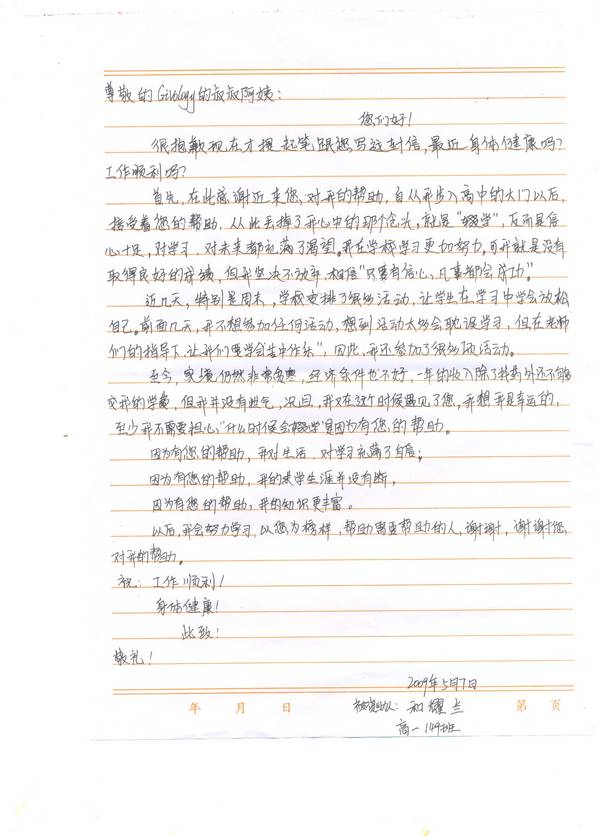 尊敬的Givology的叔叔阿姨:
您们好!
很抱歉现在才提起笔跟您写这封信,最近身体健康吗?
工作顺利吗?
首先,在此感谢近来您对我的帮助,自从我步入高中的大门以后,
接受着您的帮助,从此丢掉了我心中的那个包袱,就是"辍学",反而是信
心十足,对学习、对未来都充满了渴望。我在学校学习更加努力。可我就是没有
取得良好的成绩,但我坚决不放弃,相信"只要有信心,凡事都会成功"。
近几天,特别是周末,学校安排了很多活动,让学生在学习中学会放松
自己。前面几天,我不想参加任何活动,想到活动太多会耽误学习,但在老师
们的指导下,让我们要学会苦中作乐",因此,我还参加了很多项活动。
至今,家境仍然非常贫寒,经济条件也不好,一年的收入除了 外还不够
交我的学费,但我并没有泄气,况且,我又在这个时候遇见了您,我想我是幸运的,
至少我不需要担心"什么时候会辍学"是因为有您的帮助。
因为有您的帮助,我对生活、对学习充满了自信;
因为有您的帮助,我的求学生涯并没有断,
因为有您的帮助,我的知识更丰富。
以后,我会努力学习,以您为榜样,帮助需要帮助的人,谢谢,谢谢您
对我的帮助。
祝:工作顺利!
身体健康!
此致!
敬礼!
2009年5月7日
年 月 日 被资助人:和耀兰 第 页
高一149班